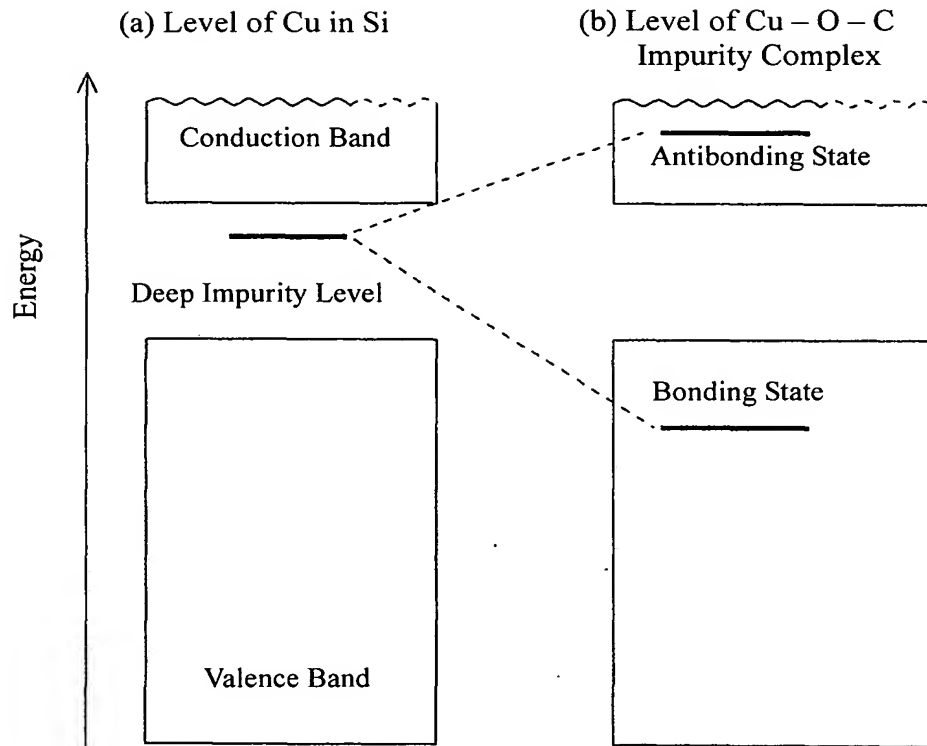 (a) Level of Cu in Si
(b) Level of Cu – O – C
Impurity Complex
Energy
Conduction Band
Deep Impurity Level
Valence Band
Antibonding State
Bonding State